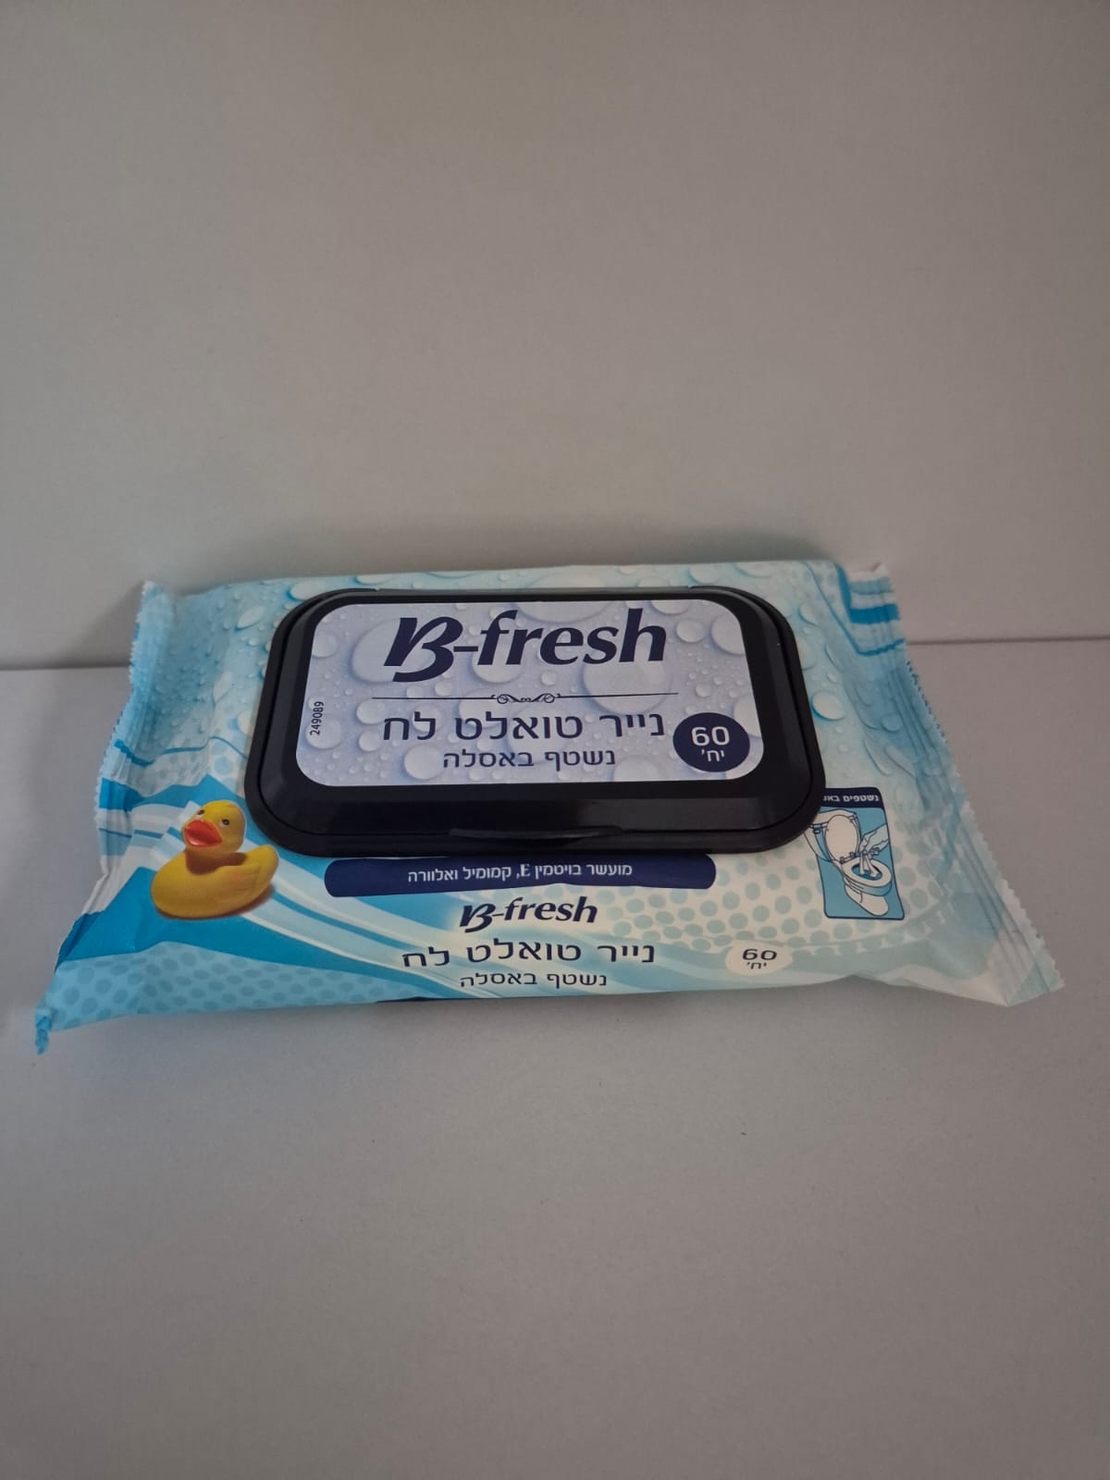 B-fresh
נייר טואלט לח
נשטף באסלה
60
יח'
249089
נשטפים
מועשר בויטמין E, קמומיל ואלוורה
B-fresh
נייר טואלט לח
נשטף באסלה
60
יח'